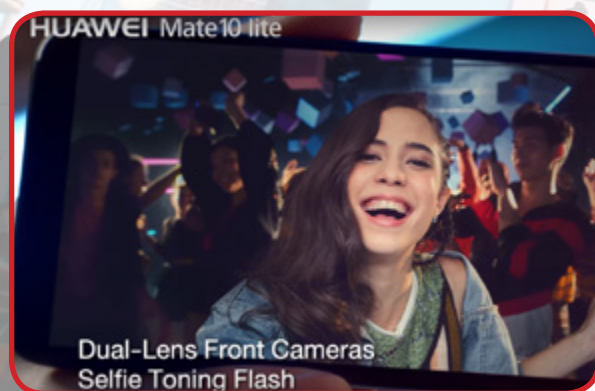 HUAWEI Mate10 lite
Dual-Lens Front Cameras
Selfie Toning Flash